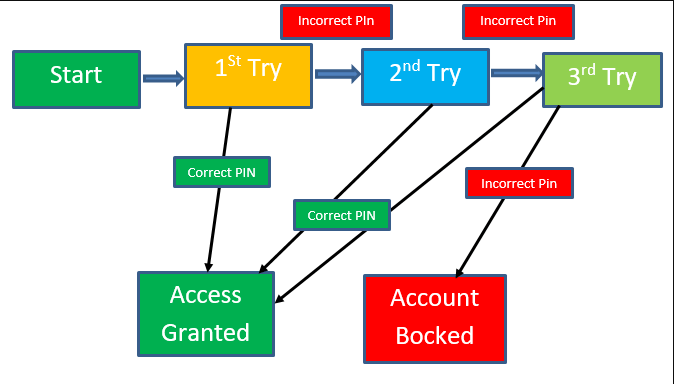 Incorrect Pin
Incorrect Pin
Start
1St Try
2nd Try
3rd Try
Correct PIN
Incorrect Pin
Correct PIN
Access
Granted
Account
Bocked